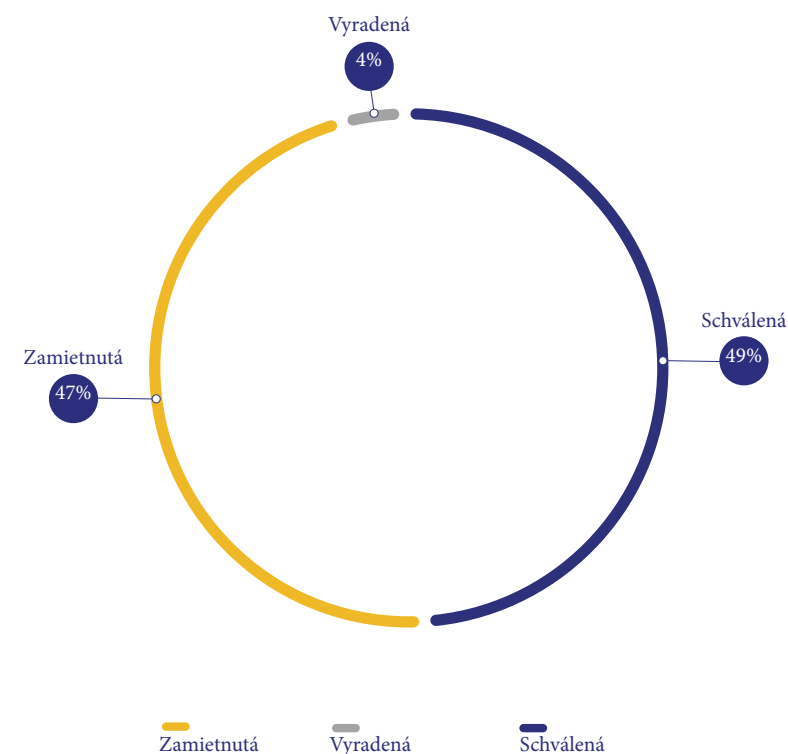 Vyradená
4%
Schválená
49%
Zamietnutá
47%
Zamietnutá
Vyradená
Schválená